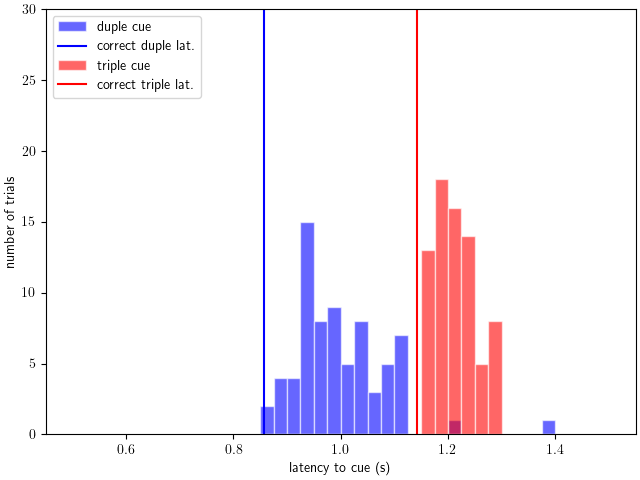 30
25
20
15
10
5
0
number of trials
duple cue
correct duple lat.
triple cue
correct triple lat.
0.6 0.8 1.0 1.2 1.4
latency to cue (s)